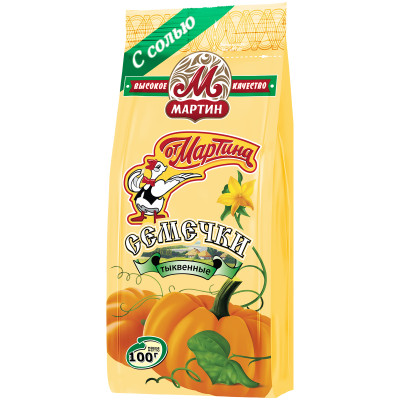 С солью
М
ВЫСОКОЕ КАЧЕСТВО
МАРТИН
от Мартина
СЕМЕЧКИ
тыквенные
100г